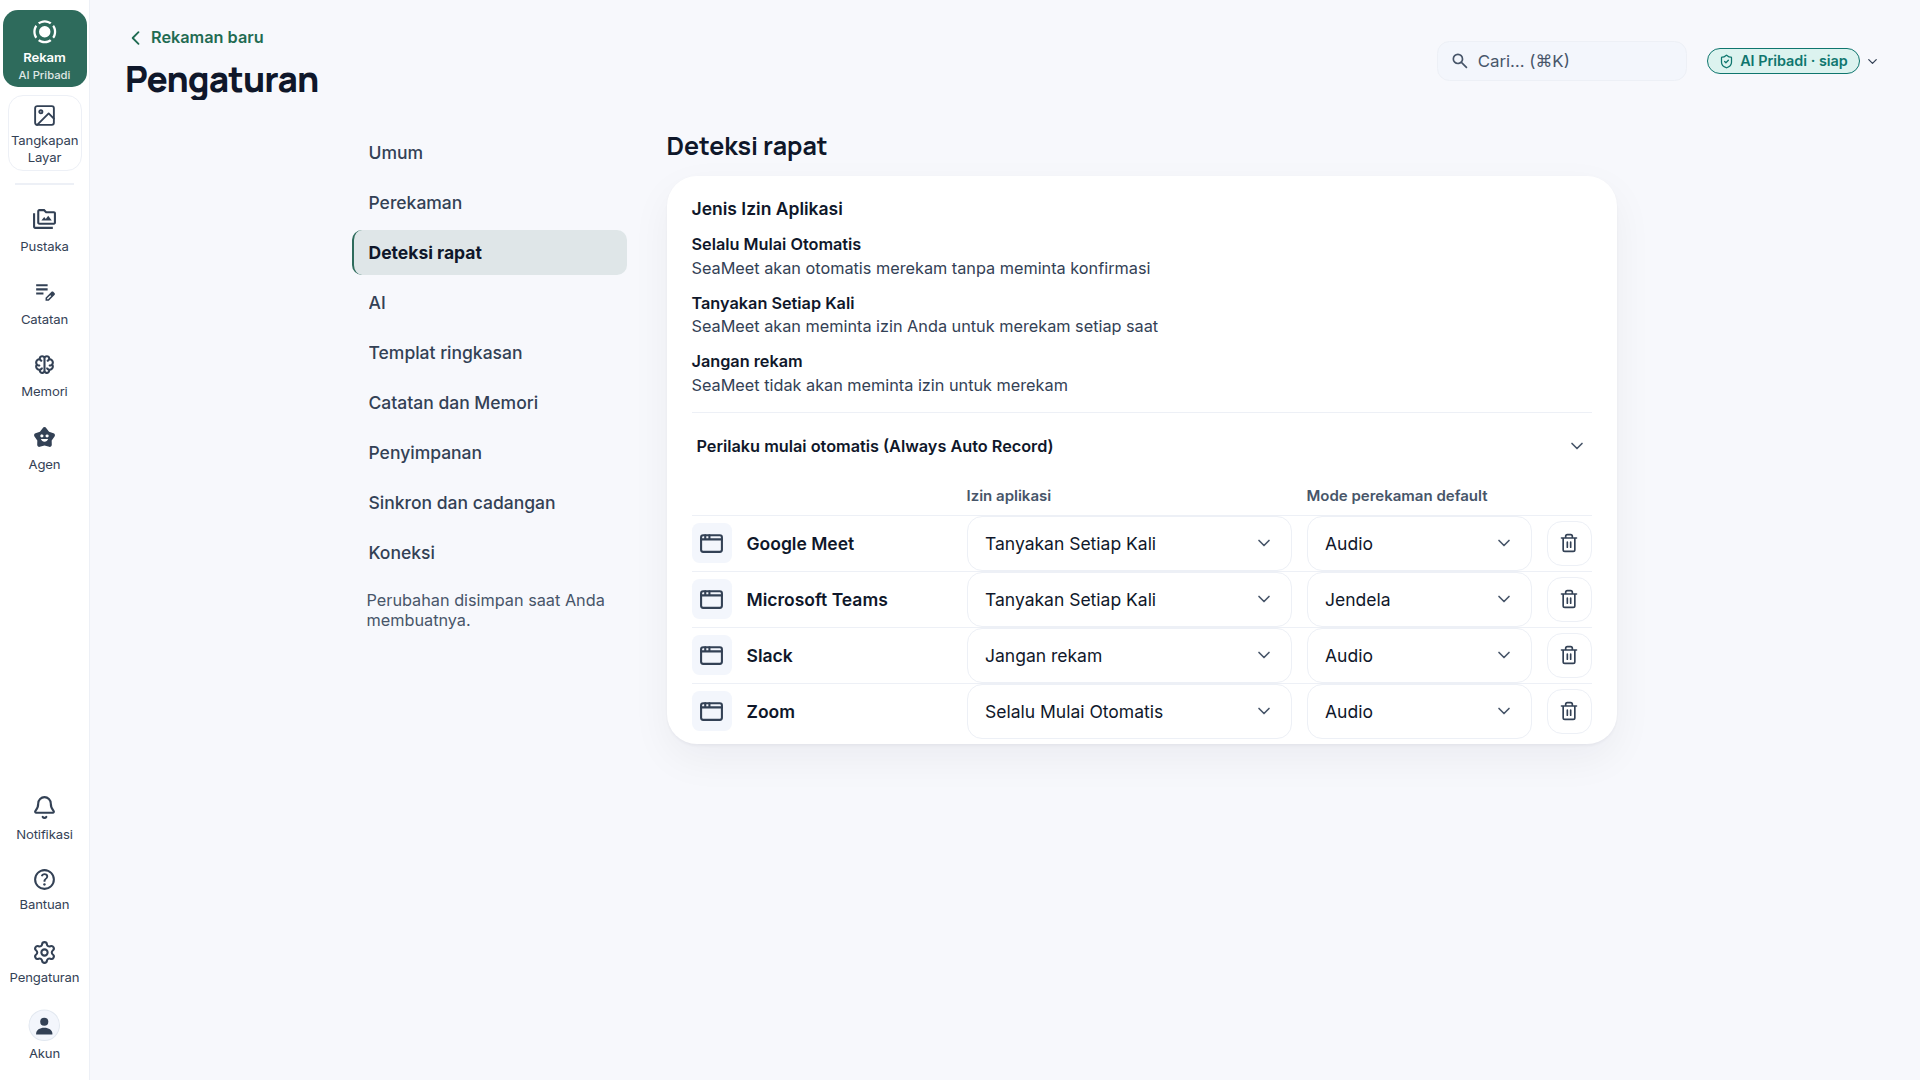 Rekam
AI Pribadi
Tangkapan
Layar
Pustaka
Catatan
Memori
Agen
Notifikasi
Bantuan
Pengaturan
Akun
Rekaman baru
Pengaturan
Cari... (⌘K)
AI Pribadi · siap
Umum
Perekaman
Deteksi rapat
AI
Templat ringkasan
Catatan dan Memori
Penyimpanan
Sinkron dan cadangan
Koneksi
Perubahan disimpan saat Anda
membuatnya.
Deteksi rapat
Jenis Izin Aplikasi
Selalu Mulai Otomatis
SeaMeet akan otomatis merekam tanpa meminta konfirmasi
Tanyakan Setiap Kali
SeaMeet akan meminta izin Anda untuk merekam setiap saat
Jangan rekam
SeaMeet tidak akan meminta izin untuk merekam
Perilaku mulai otomatis (Always Auto Record)
Izin aplikasi Mode perekaman default
Google Meet Tanyakan Setiap Kali Audio
Microsoft Teams Tanyakan Setiap Kali Jendela
Slack Jangan rekam Audio
Zoom Selalu Mulai Otomatis Audio